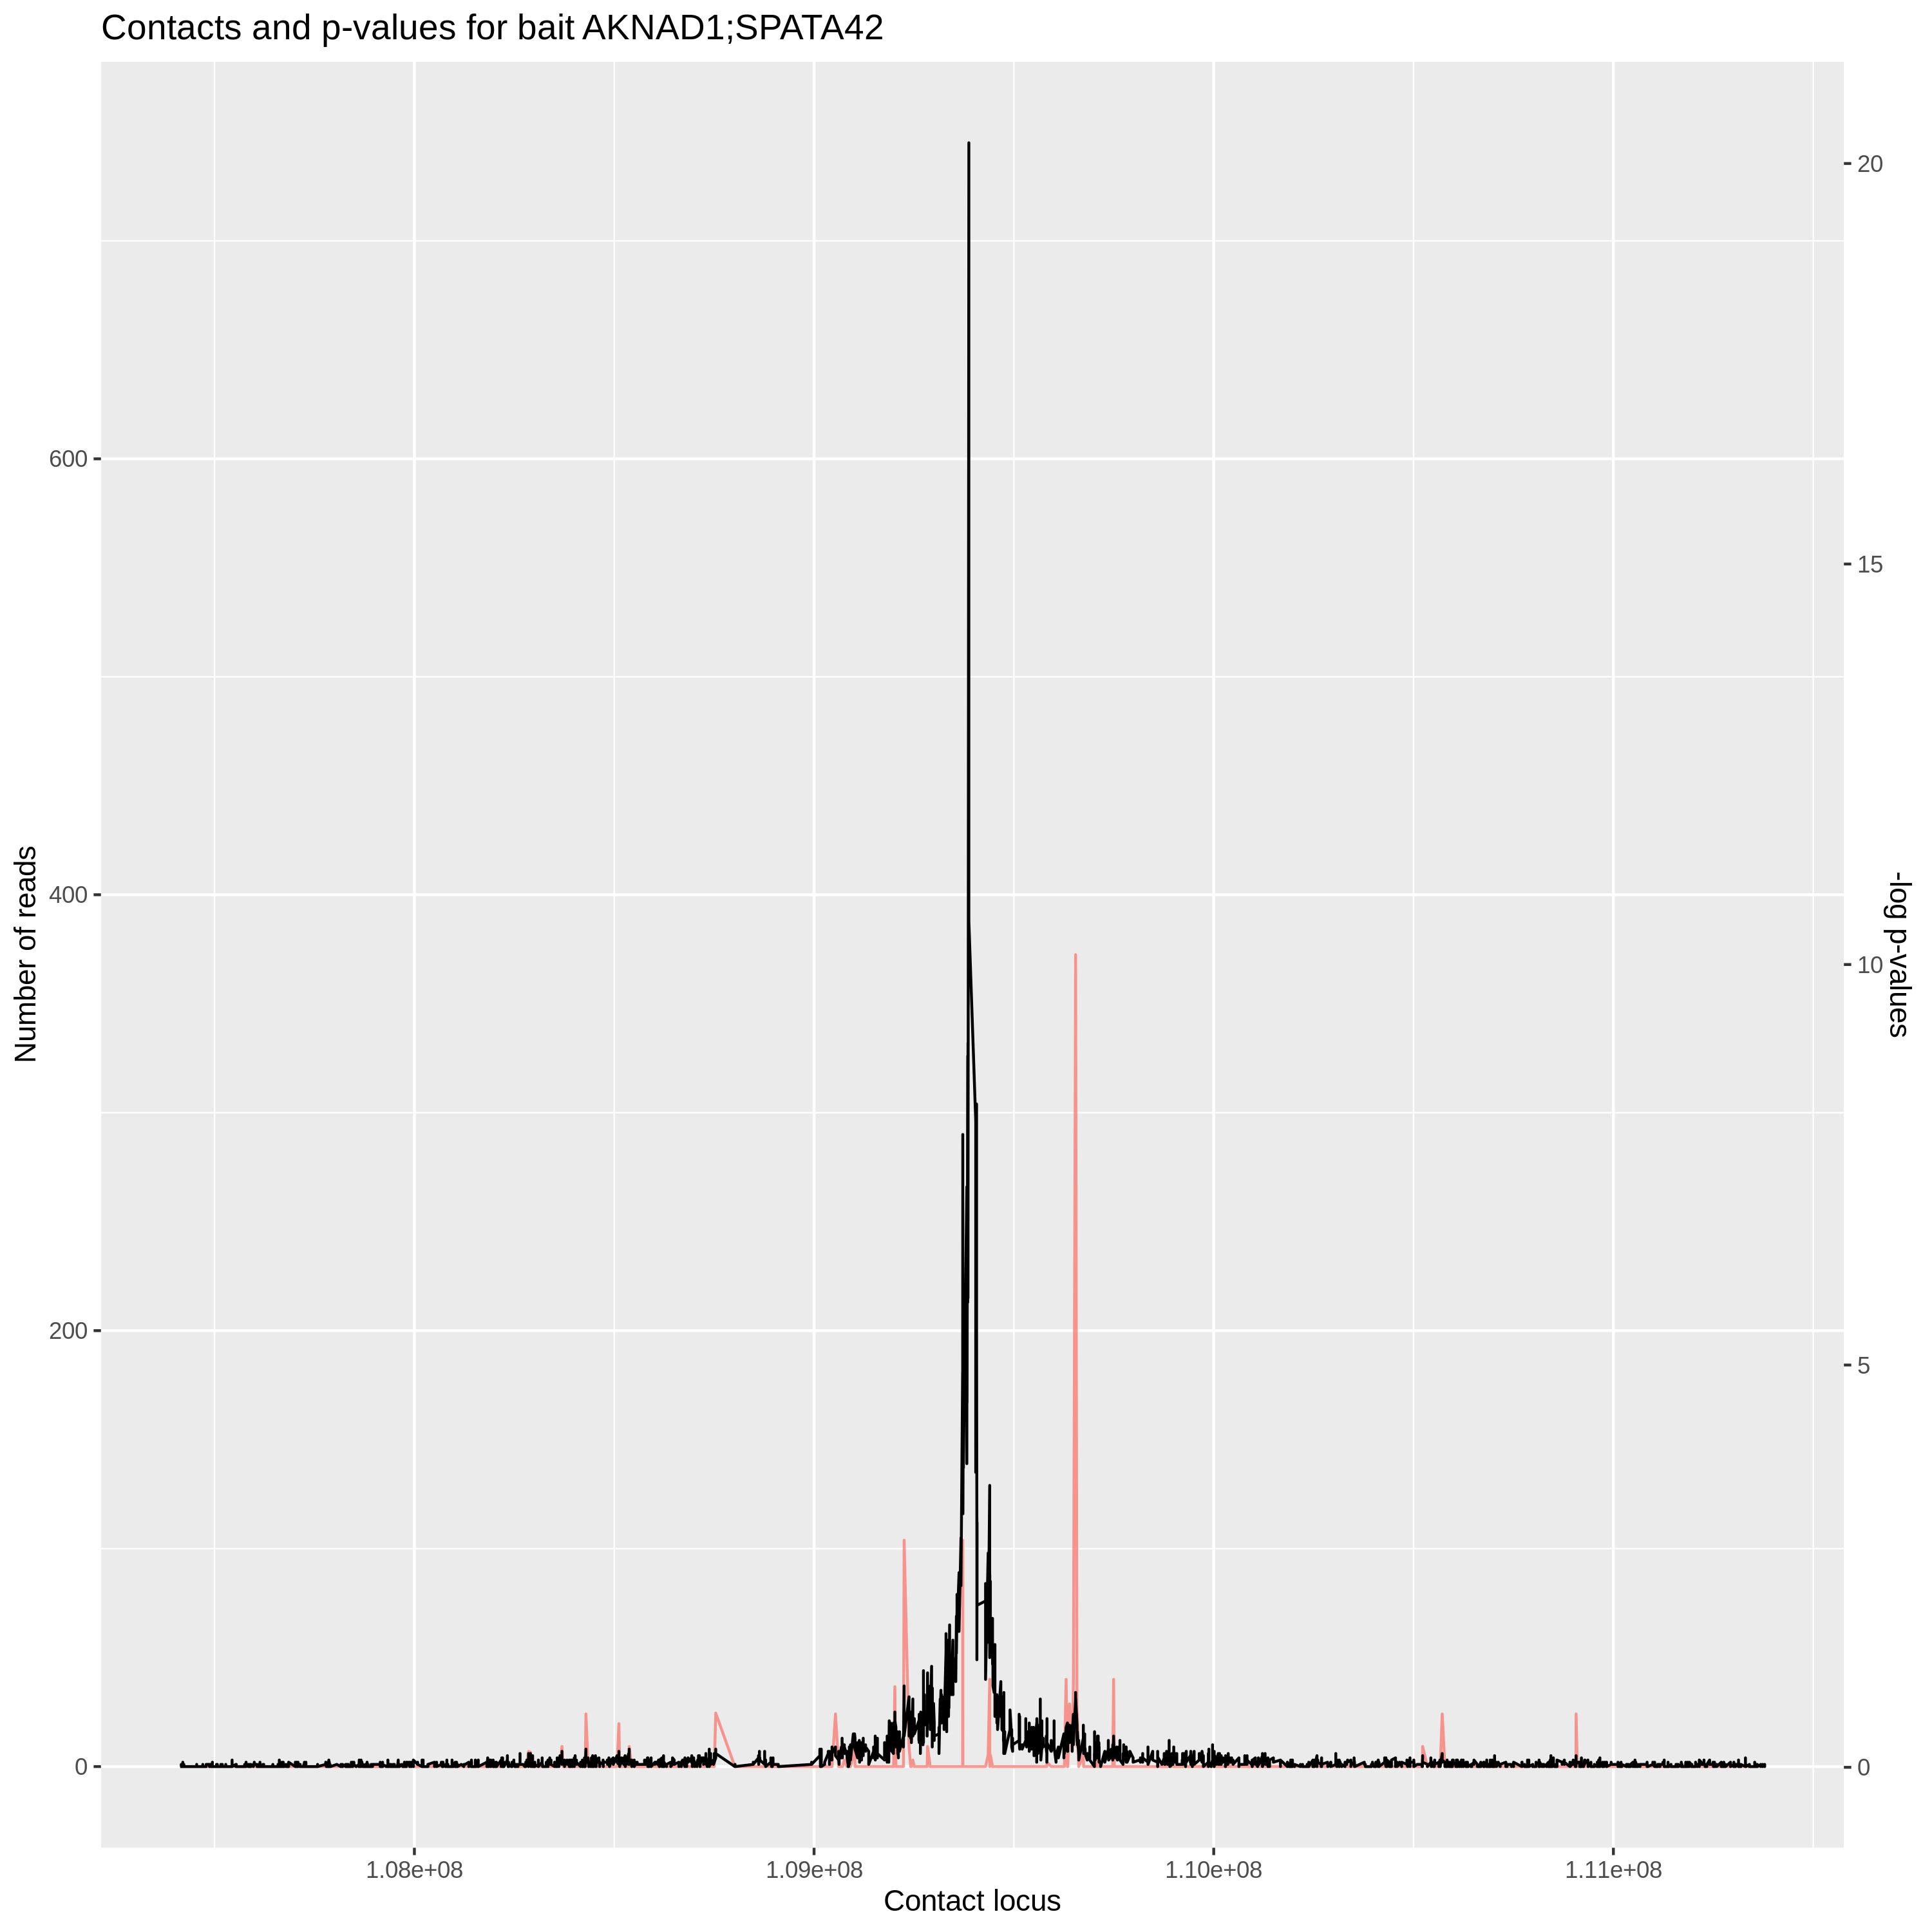 Contacts and p-values for bait AKNAD1;SPATA42
Number of reads
600
400
200
0
20
15
10
5
0
-log p-values
1.08e+08
1.09e+08
1.10e+08
1.11e+08
Contact locus